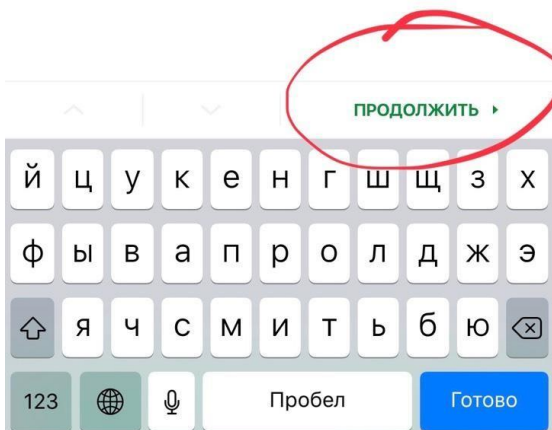 ПРОДОЛЖИТЬ
й ц у к е н г ш щ з х
ф ы в а п р о л д ж э
я ч с м и т ь б ю
123 Пробел Готово